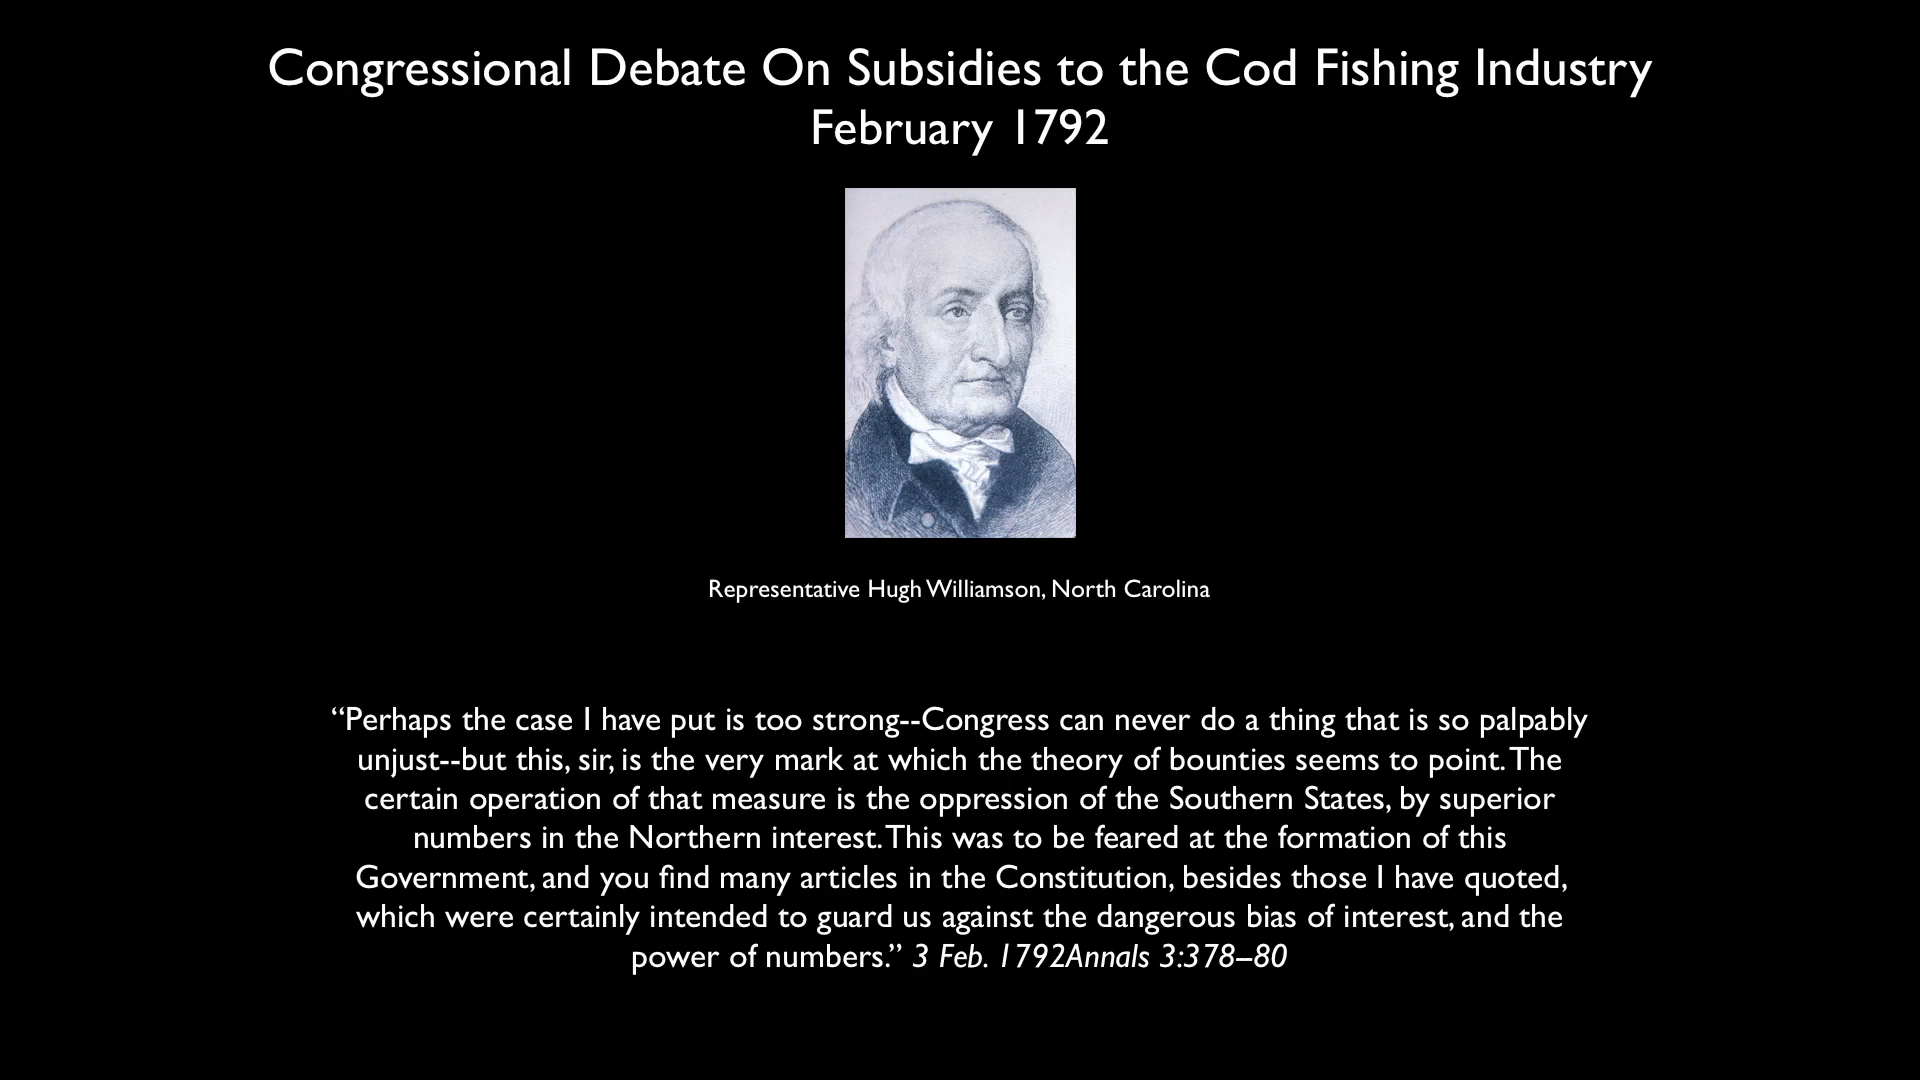 Congressional Debate On Subsidies to the Cod Fishing Industry
February 1792
Representative Hugh Williamson, North Carolina
“Perhaps the case I have put is too strong--Congress can never do a thing that is so palpably
unjust--but this, sir, is the very mark at which the theory of bounties seems to point. The
certain operation of that measure is the oppression of the Southern States, by superior
numbers in the Northern interest. This was to be feared at the formation of this
Government, and you find many articles in the Constitution, besides those I have quoted,
which were certainly intended to guard us against the dangerous bias of interest, and the
power of numbers.” 3 Feb. 1792Annals 3:378–80